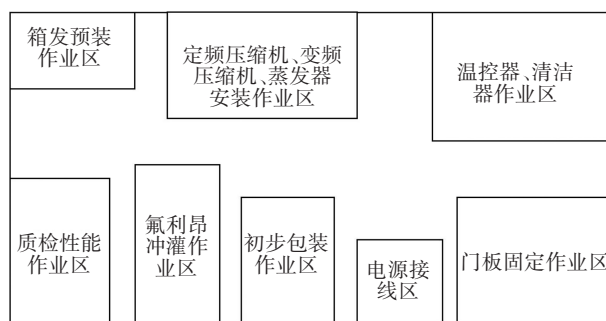 箱发预装
作业区
定频压缩机、变频
压缩机、蒸发器
安装作业区
温控器、清洁
器作业区
质检性能
作业区
氟利昂
冲灌作
业区
初步包装
作业区
电源接
线区
门板固定作业区